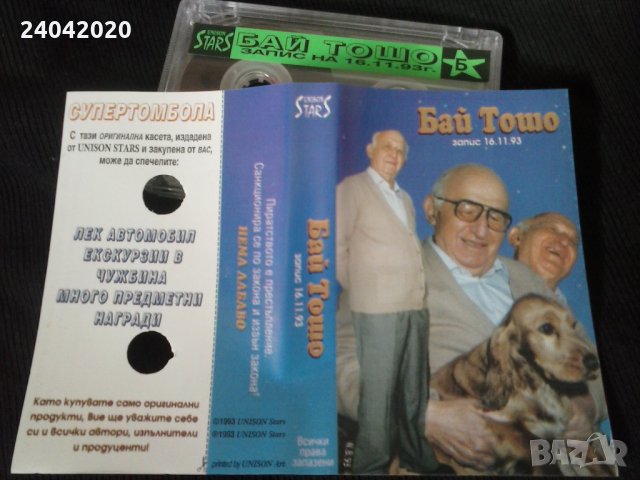 24042020
UNISON
STARS
БАЙ ТОШО
ЗАПИС НА 16.11.93г.
Б
СУПЕРТОМБОЛА
С тази ОРИГИНАЛНА касета, издадена
от UNISON STARS и закупена от ВАС,
може да спечелите:
ЛЕК АВТОМОБИЛ
ЕКСКУРЗИИ В
ЧУЖБИНА
МНОГО ПРЕДМЕТНИ
НАГРАДИ
Като купувате само оригинални
продукти, Вие ще уважите себе
си и всички автори, изпълнители
и продуценти!
UNISON
STARS
Пиратството е престъпление
Санкционира се по закона и извън закона!
НЕМА ЛАБАВО
©1993 UNISON Stars
℗1993 UNISON Stars
printed by UNISON Art
Бай Тошо
запис 16.11.93
Всички
права
запазени
Бай Тошо
запис 16.11.93
BAZAR